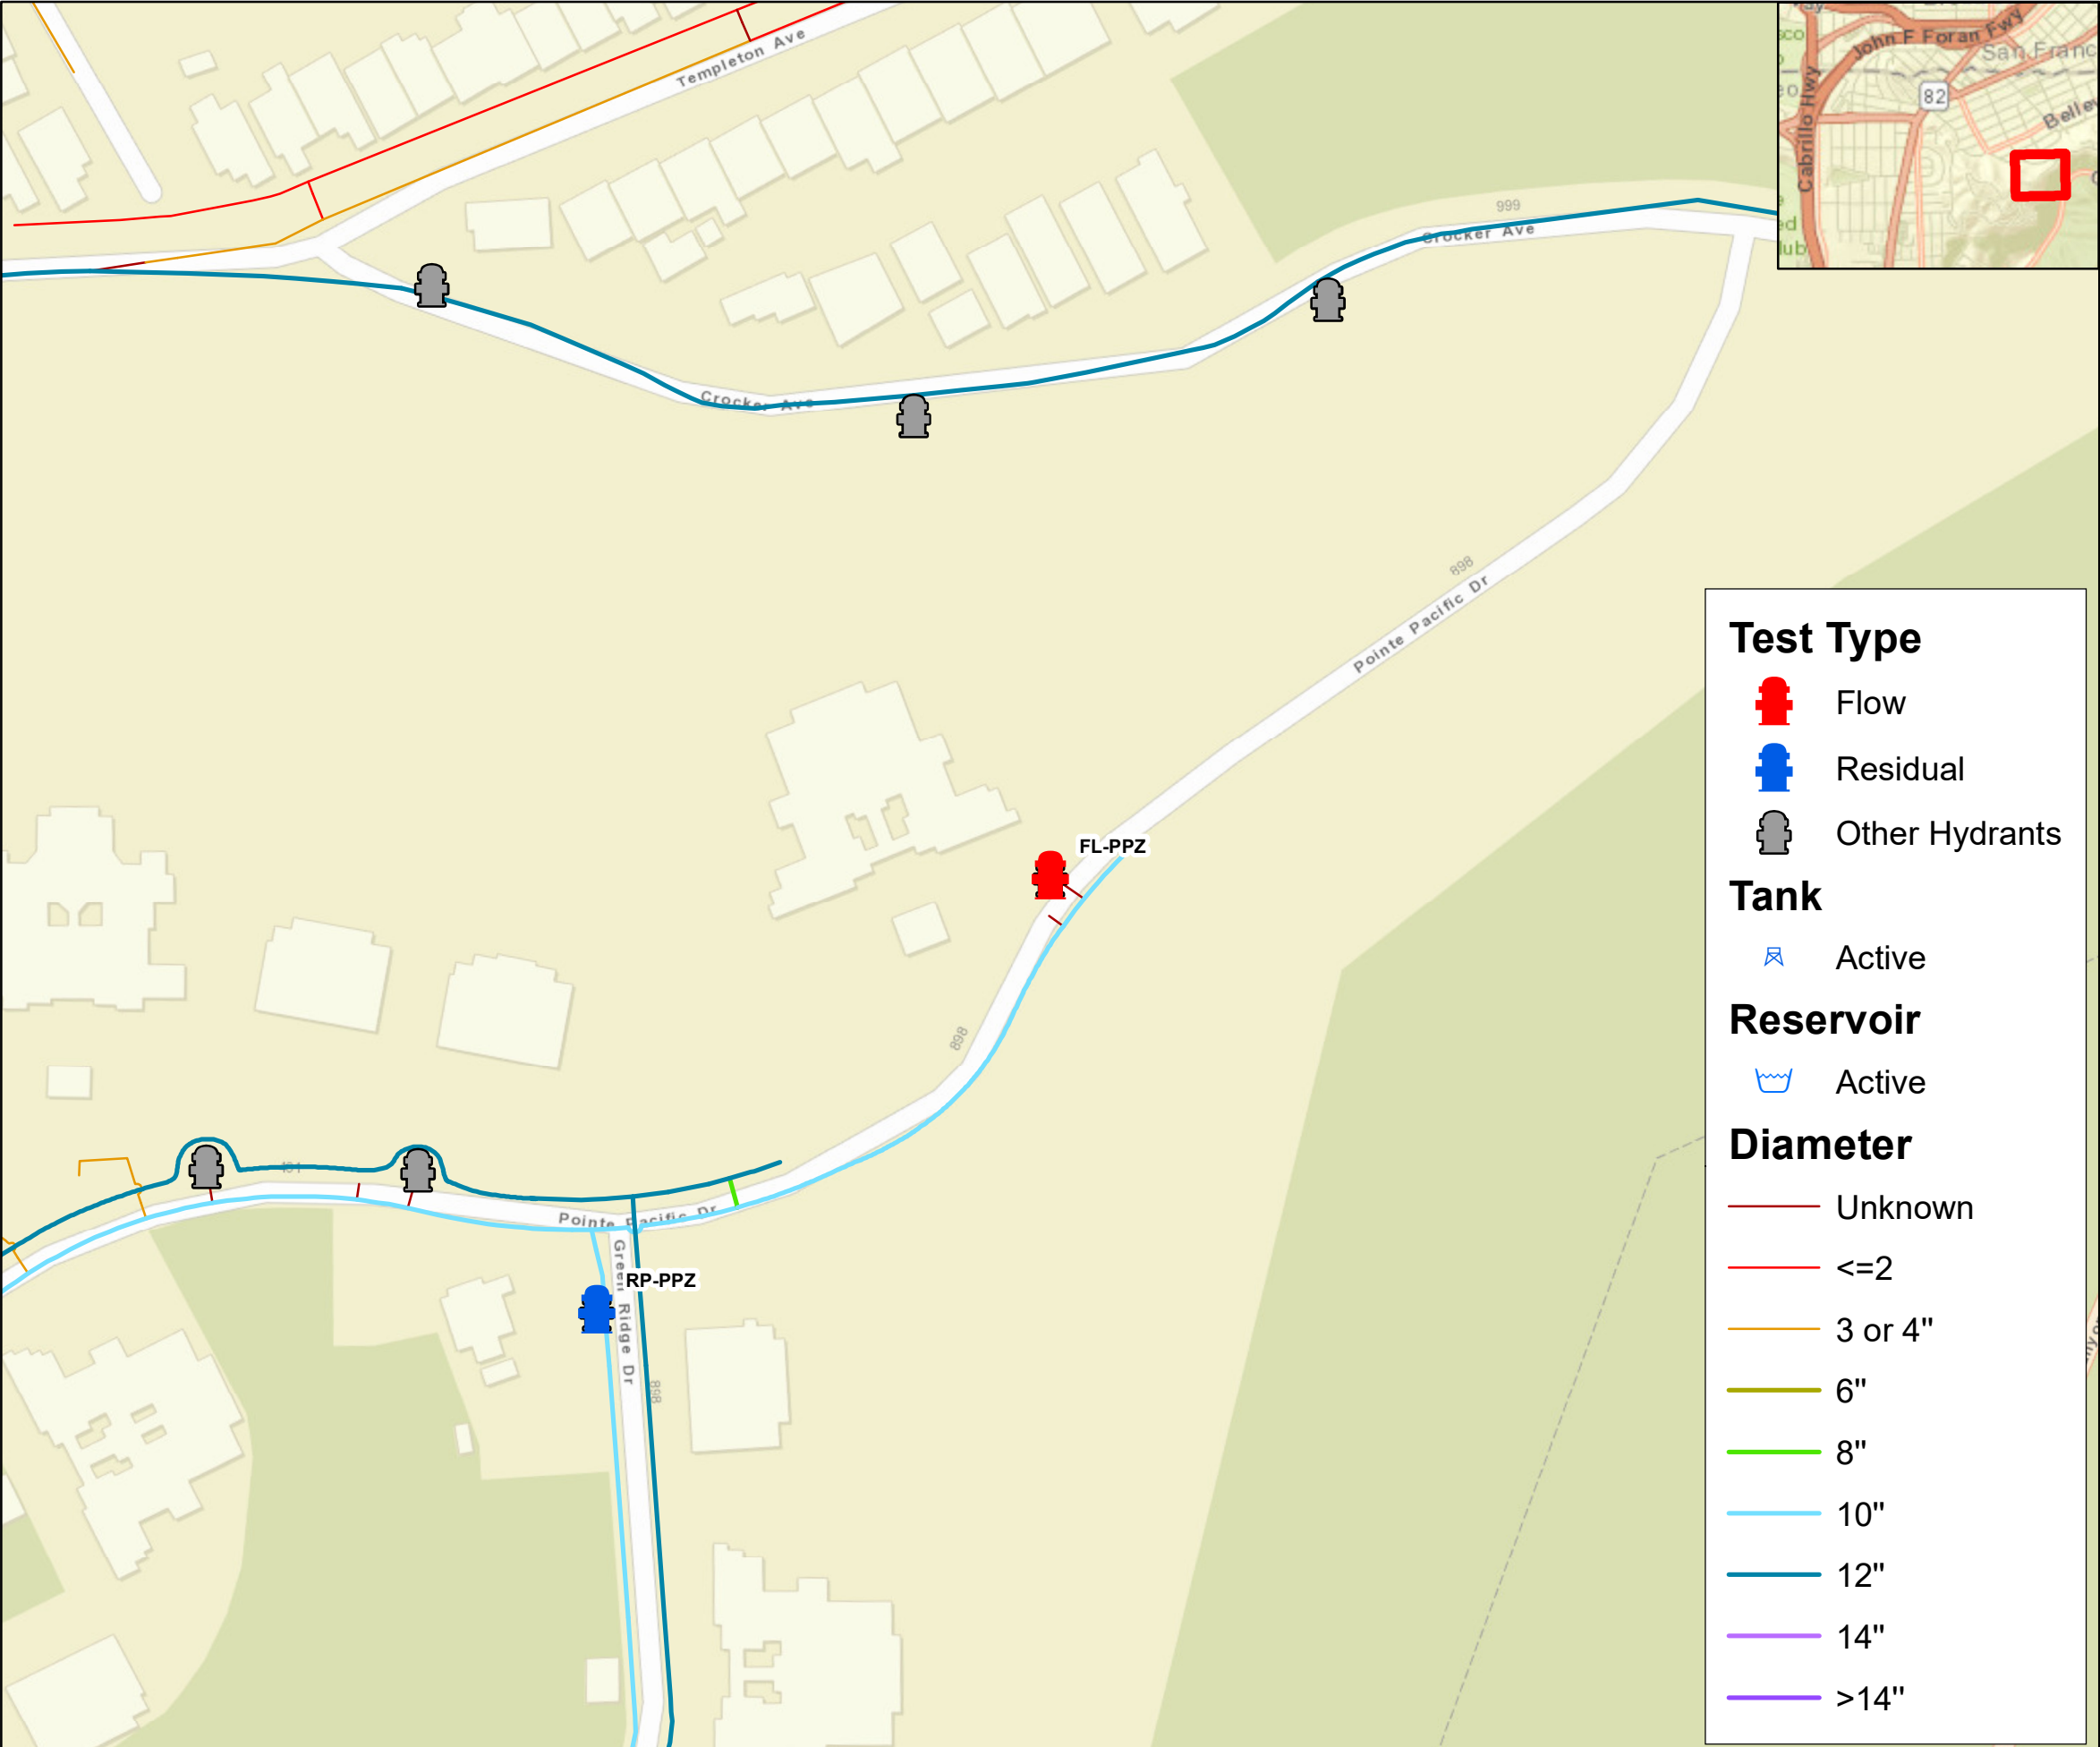 Templeton Ave
John F Foran Fwy
San Franc
82
Cabrillo Hwy
999
Crocker Ave
Crocker Ave
898
Pointe Pacific Dr
FL-PPZ
898
Pointe Pacific Dr
Green Ridge Dr
RP-PPZ
898
Test Type
Flow
Residual
Other Hydrants
Tank
Active
Reservoir
Active
Diameter
Unknown
<=2
3 or 4"
6"
8"
10"
12"
14"
>14"